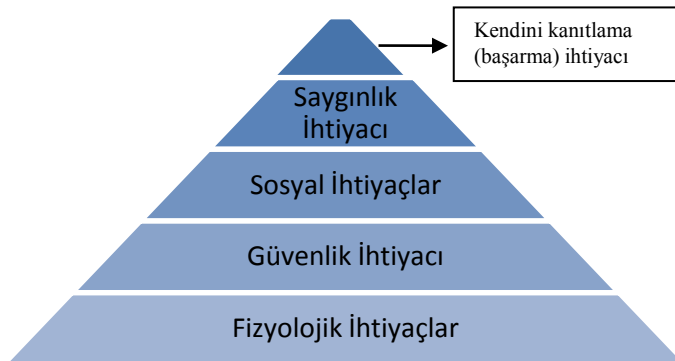 Kendini kanıtlama
(başarma) ihtiyacı
Saygınlık
İhtiyacı
Sosyal İhtiyaçlar
Güvenlik İhtiyacı
Fizyolojik İhtiyaçlar